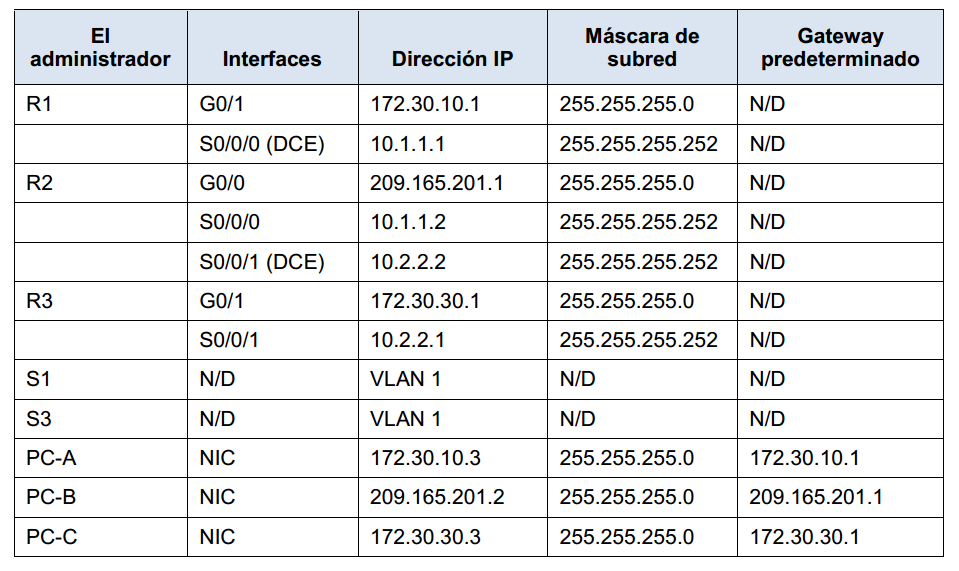 El administrador Interfaces Dirección IP Máscara de subred Gateway predeterminado
R1 G0/1 172.30.10.1 255.255.255.0 N/D
S0/0/0 (DCE) 10.1.1.1 255.255.255.252 N/D
R2 G0/0 209.165.201.1 255.255.255.0 N/D
S0/0/0 10.1.1.2 255.255.255.252 N/D
S0/0/1 (DCE) 10.2.2.2 255.255.255.252 N/D
R3 G0/1 172.30.30.1 255.255.255.0 N/D
S0/0/1 10.2.2.1 255.255.255.252 N/D
S1 N/D VLAN 1 N/D N/D
S3 N/D VLAN 1 N/D N/D
PC-A NIC 172.30.10.3 255.255.255.0 172.30.10.1
PC-B NIC 209.165.201.2 255.255.255.0 209.165.201.1
PC-C NIC 172.30.30.3 255.255.255.0 172.30.30.1